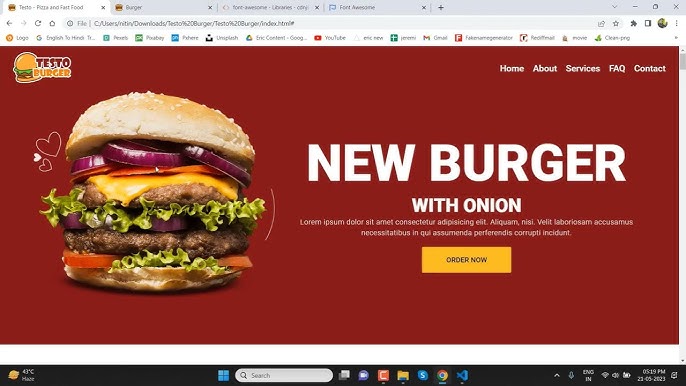 Testo - Pizza and Fast Food
Burger
font-awesome - Libraries - cdnj
Font Awesome
File
C:/Users/nitin/Downloads/Testo%20Burger/Testo%20Burger/index.html#
Logo
English To Hindi T...
Pexels
Pixabay
Pxhere
Unsplash
Eric Content - Goog...
YouTube
eric new
jeremi
Gmail
Fakenamegenerator
Rediffmail
movie
Clean-png
TESTO
BURGER
Home
About
Services
FAQ
Contact
NEW BURGER
WITH ONION
Lorem ipsum dolor sit amet consectetur adipisicing elit. Aliquam, nisi. Velit laboriosam accusamus
necessitatibus in qui assumenda perferendis corrupti incidunt.
ORDER NOW
43°C
Haze
Search
ENG
IN
05:19 PM
21-05-2023